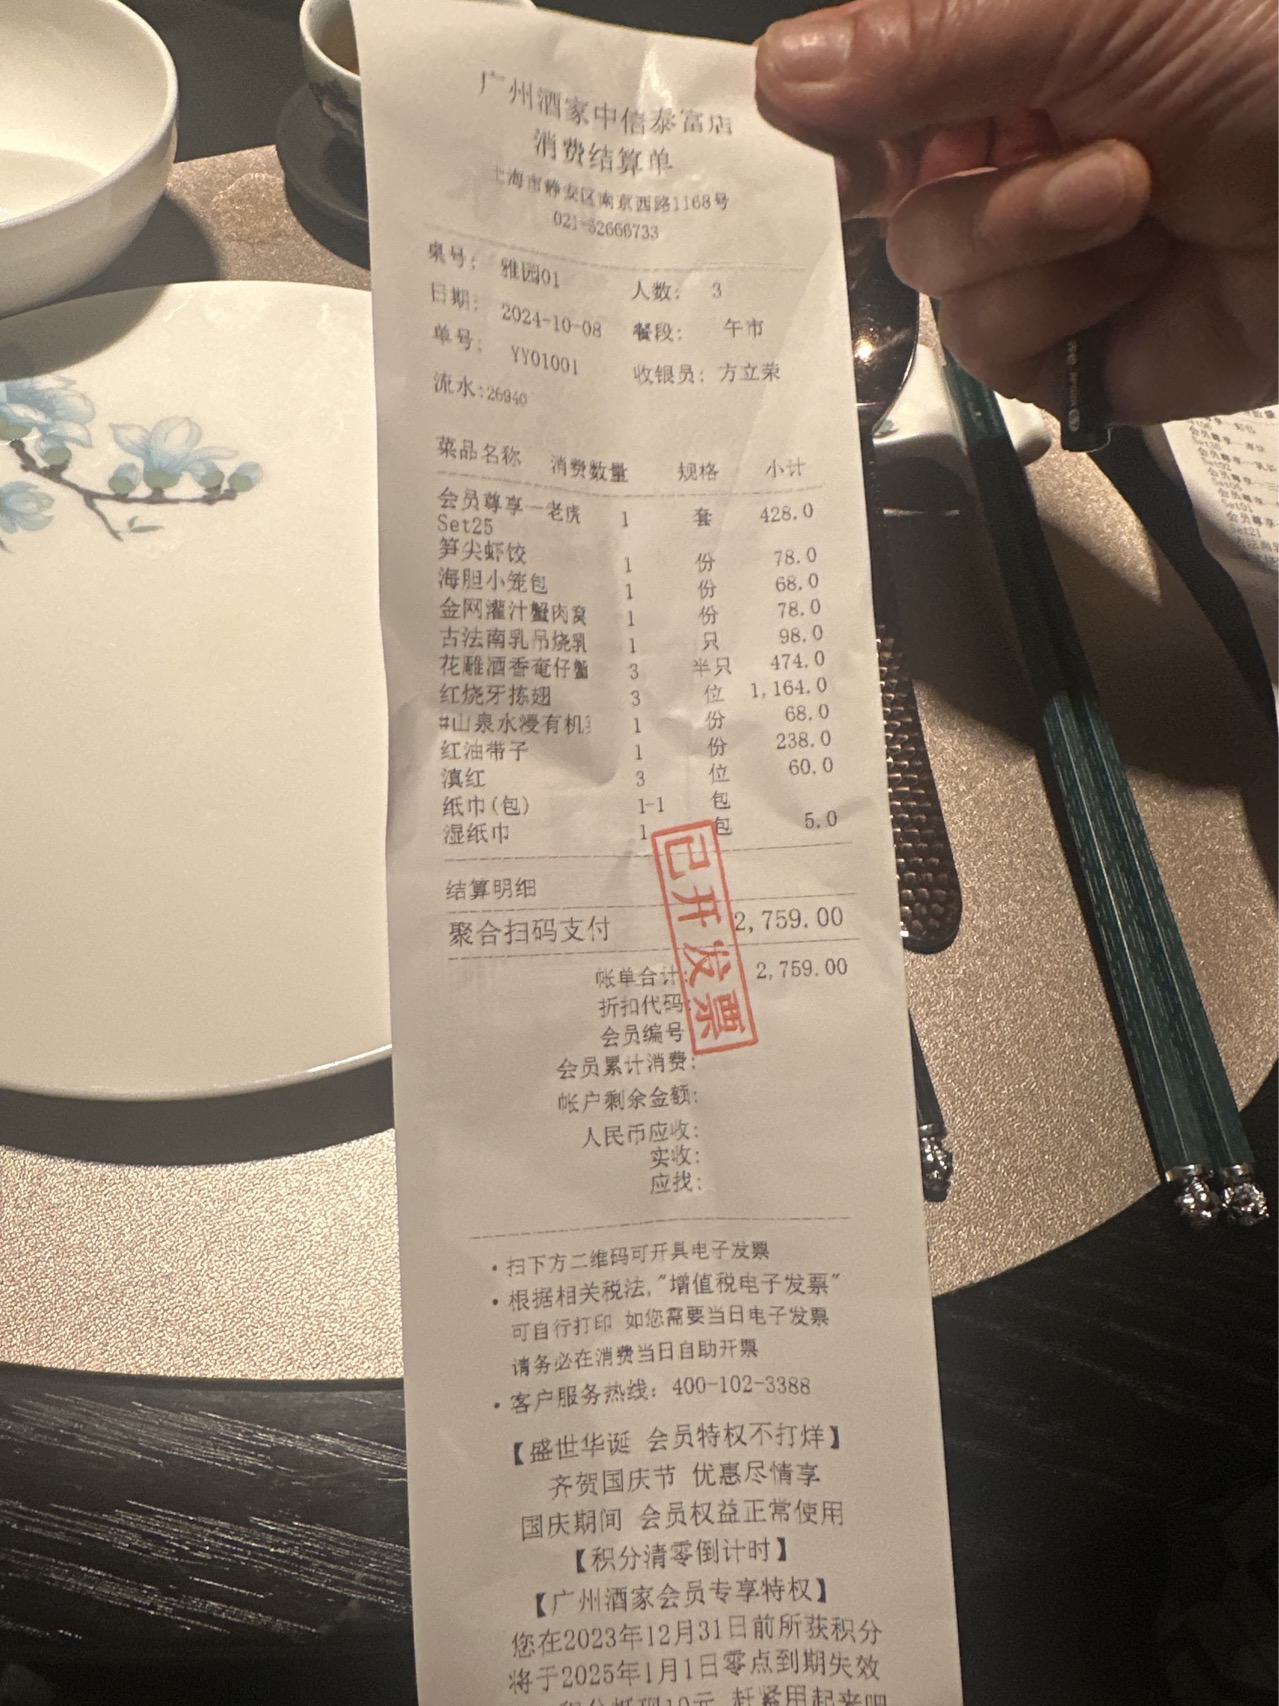 广州酒家中信泰富店
消费结算单
上海市静安区南京西路1168号
021-52666733
桌号: 雅园01 人数: 3
日期: 2024-10-08 餐段: 午市
单号: YY01001 收银员: 方立荣
流水:26940
菜品名称 消费数量 规格 小计
会员尊享—老虎 1 套 428.0
Set25
笋尖虾饺 1 份 78.0
海胆小笼包 1 份 68.0
金网灌汁蟹肉窝 1 份 78.0
古法南乳吊烧乳 1 只 98.0
花雕酒香奄仔蟹 3 半只 474.0
红烧牙拣翅 3 位 1,164.0
#山泉水浸有机 1 份 68.0
红油带子 1 份 238.0
滇红 3 位 60.0
纸巾(包) 1-1 包
湿纸巾 1 包 5.0
结算明细
聚合扫码支付 2,759.00
帐单合计: 2,759.00
折扣代码:
会员编号
会员累计消费:
帐户剩余金额:
人民币应收:
实收:
应找:
已开发票
·扫下方二维码可开具电子发票
·根据相关税法,"增值税电子发票"
可自行打印 如您需要当日电子发票
请务必在消费当日自助开票
·客户服务热线: 400-102-3388
【盛世华诞 会员特权不打烊】
齐贺国庆节 优惠尽情享
国庆期间 会员权益正常使用
【积分清零倒计时】
【广州酒家会员专享特权】
您在2023年12月31日前所获积分
将于2025年1月1日零点到期失效
积分抵现10元 赶紧用起来吧